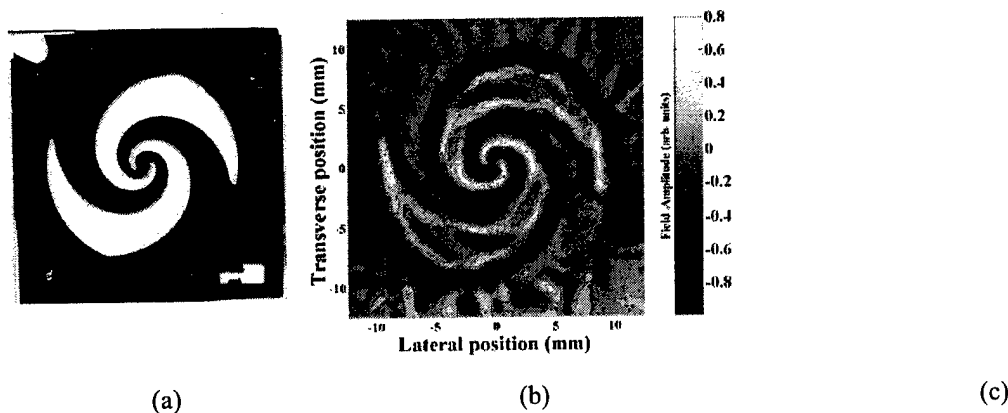 Transverse position (mm)
10
5
0
-5
-10
-10 -5 0 5 10
Lateral position (mm)
Field Amplitude (arb. units)
0.8
0.6
0.4
0.2
0
-0.2
-0.4
-0.6
-0.8
(a) (b) (c)